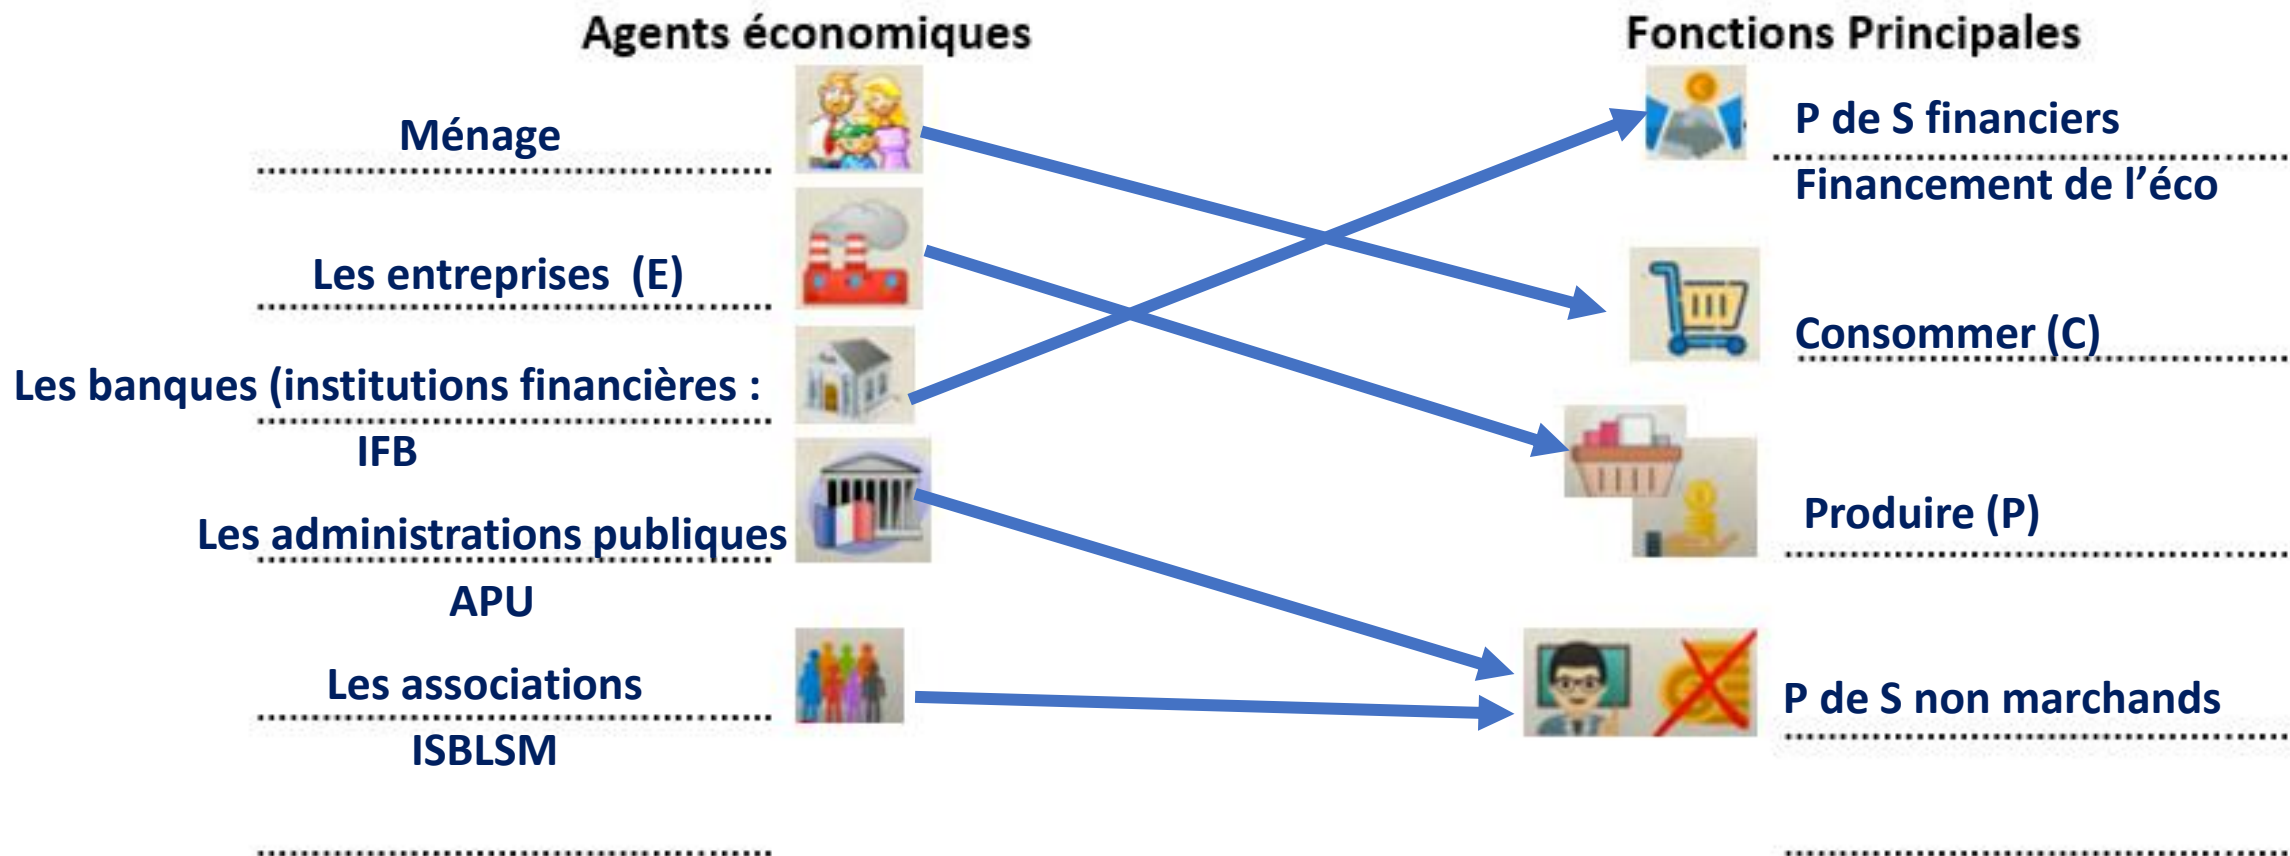 Agents économiques
Fonctions Principales
Ménage
P de S financiers
Financement de l’éco
Les entreprises (E)
Consommer (C)
Les banques (institutions financières :
IFB
Produire (P)
Les administrations publiques
APU
Les associations
ISBLSM
P de S non marchands